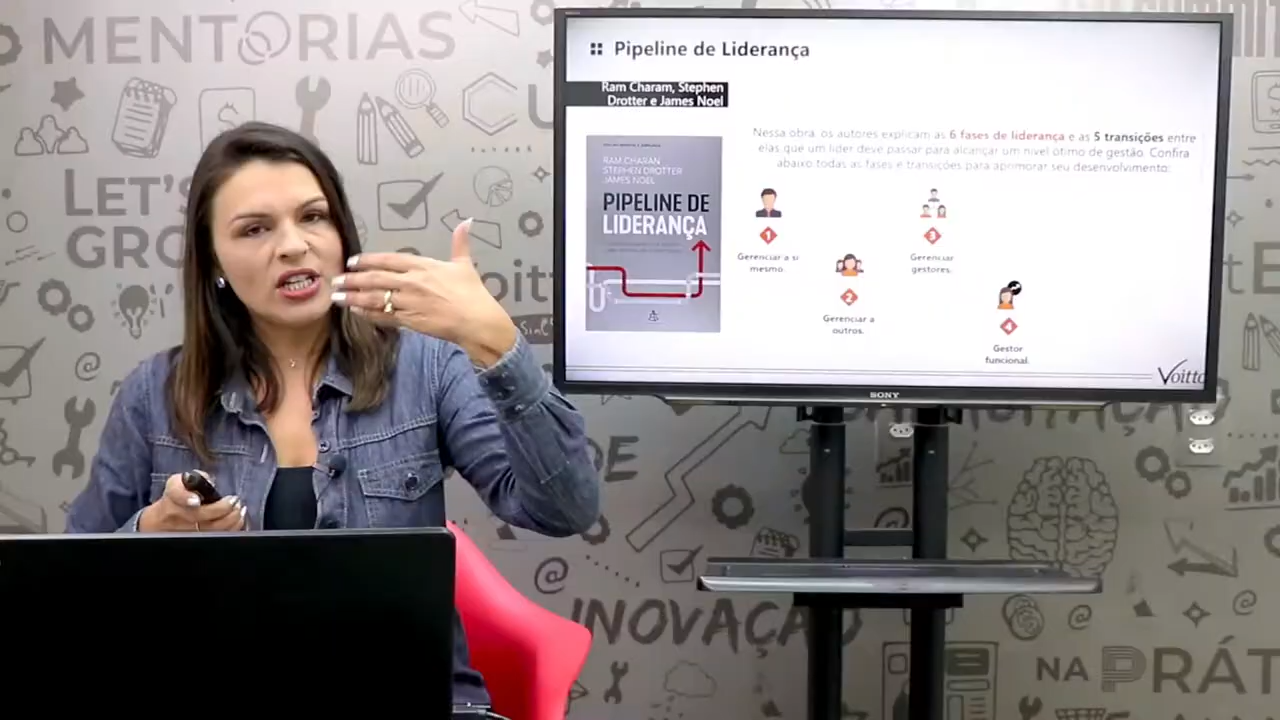 MENTORIAS
LET'S
GRO
Voitto
DE
INOVAÇÃO
NA PRÁT
Pipeline de Liderança
Ram Charam, Stephen
Drotter e James Noel
RAM CHARAN
STEPHEN DROTTER
JAMES NOEL
PIPELINE DE
LIDERANÇA
Nessa obra, os autores explicam as 6 fases de liderança e as 5 transições entre
elas que um líder deve passar para alcançar um nível ótimo de gestão. Confira
abaixo todas as fases e transições para aprimorar seu desenvolvimento:
1
Gerenciar a si
mesmo.
2
Gerenciar a
outros.
3
Gerenciar
gestores.
4
Gestor
funcional.
Voitto
SONY